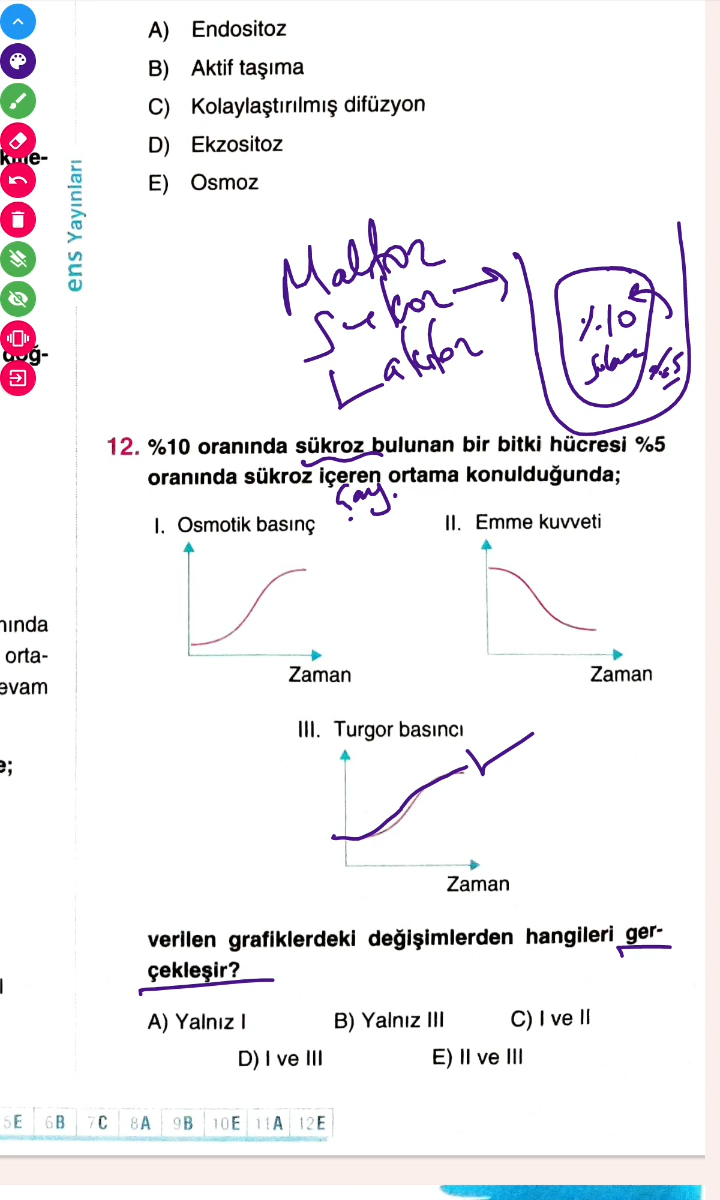 A) Endositoz
B) Aktif taşıma
C) Kolaylaştırılmış difüzyon
D) Ekzositoz
E) Osmoz
ens Yayınları
Maltoz
Sukroz
Laktoz
%10
%5
12. %10 oranında sükroz bulunan bir bitki hücresi %5
oranında sükroz içeren ortama konulduğunda;
I. Osmotik basınç
Zaman
II. Emme kuvveti
Zaman
III. Turgor basıncı
Zaman
verilen grafiklerdeki değişimlerden hangileri ger-
çekleşir?
A) Yalnız I
B) Yalnız III
C) I ve II
D) I ve III
E) II ve III
orta-
5E 6B 7C 8A 9B 10E 11A 12E